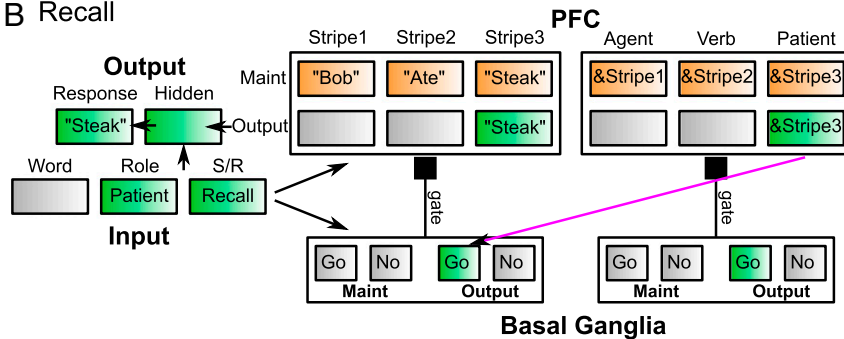 B Recall
PFC
Stripe1 Stripe2 Stripe3
Agent Verb Patient
Output
Maint "Bob" "Ate" "Steak"
&Stripe1 &Stripe2 &Stripe3
Response Hidden
"Steak" Output "Steak"
&Stripe3
Word Role S/R
Patient Recall
Input
gate
gate
Go No Go No
Maint Output
Go No Go No
Maint Output
Basal Ganglia